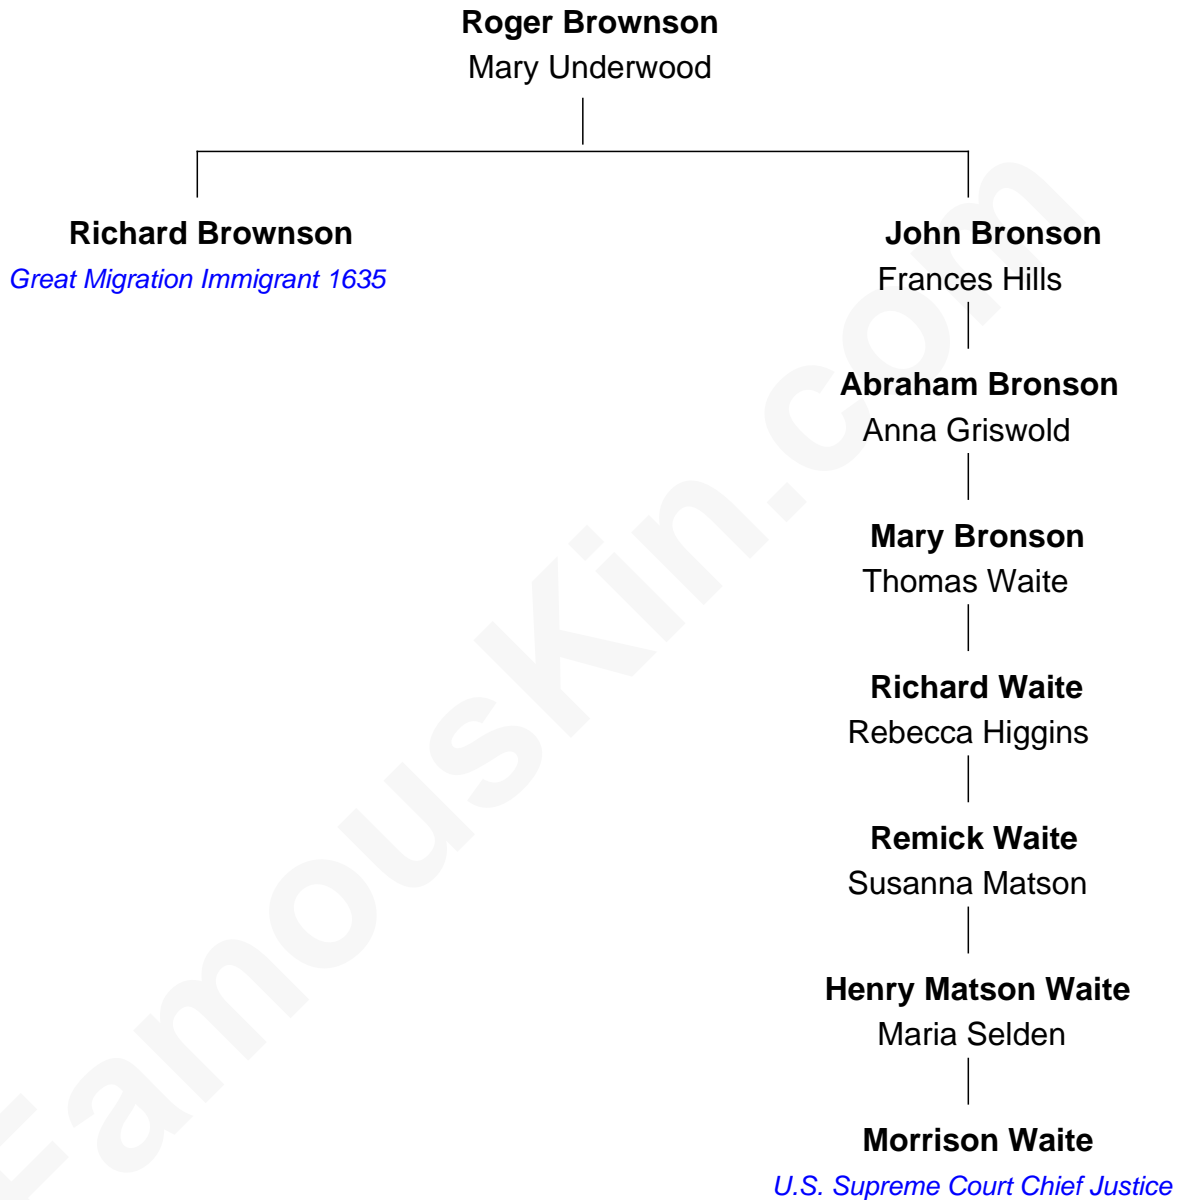 Roger Brownson
Mary Underwood
Richard Brownson
Great Migration Immigrant 1635
John Bronson
Frances Hills
Abraham Bronson
Anna Griswold
Mary Bronson
Thomas Waite
Richard Waite
Rebecca Higgins
Remick Waite
Susanna Matson
Henry Matson Waite
Maria Selden
Morrison Waite
U.S. Supreme Court Chief Justice
FamousKin.com